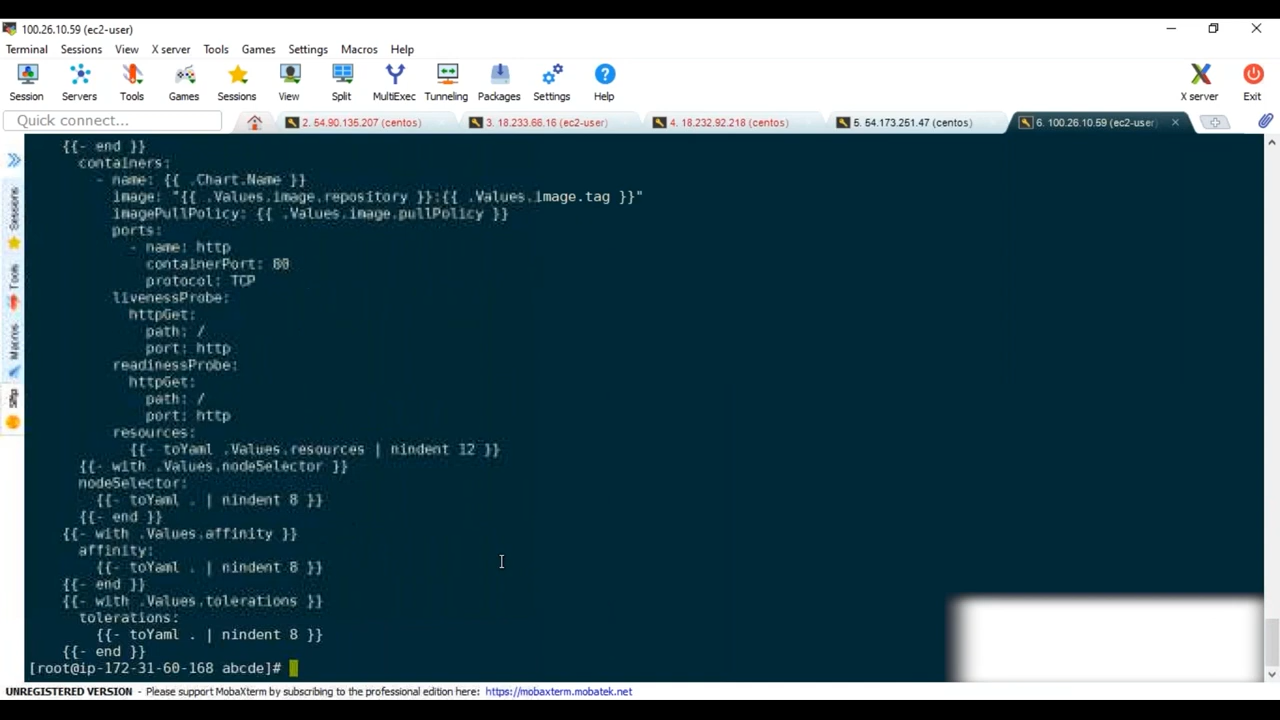 100.26.10.59 (ec2-user)
Terminal Sessions View X server Tools Games Settings Macros Help
Session Servers Tools Games Sessions View Split MultiExec Tunneling Packages Settings Help X server Exit
Quick connect... 2. 54.90.135.207 (centos) 3. 18.233.66.16 (ec2-user) 4. 18.232.92.218 (centos) 5. 54.173.251.47 (centos) 6. 100.26.10.59 (ec2-user)
Sessions
Tools
Macros
Sftp
{{- end }}
containers:
- name: {{ .Chart.Name }}
image: "{{ .Values.image.repository }}:{{ .Values.image.tag }}"
imagePullPolicy: {{ .Values.image.pullPolicy }}
ports:
- name: http
containerPort: 80
protocol: TCP
livenessProbe:
httpGet:
path: /
port: http
readinessProbe:
httpGet:
path: /
port: http
resources:
{{- toYaml .Values.resources | nindent 12 }}
{{- with .Values.nodeSelector }}
nodeSelector:
{{- toYaml . | nindent 8 }}
{{- end }}
{{- with .Values.affinity }}
affinity:
{{- toYaml . | nindent 8 }}
{{- end }}
{{- with .Values.tolerations }}
tolerations:
{{- toYaml . | nindent 8 }}
{{- end }}
[root@ip-172-31-60-168 abcde]#
UNREGISTERED VERSION - Please support MobaXterm by subscribing to the professional edition here: https://mobaxterm.mobatek.net